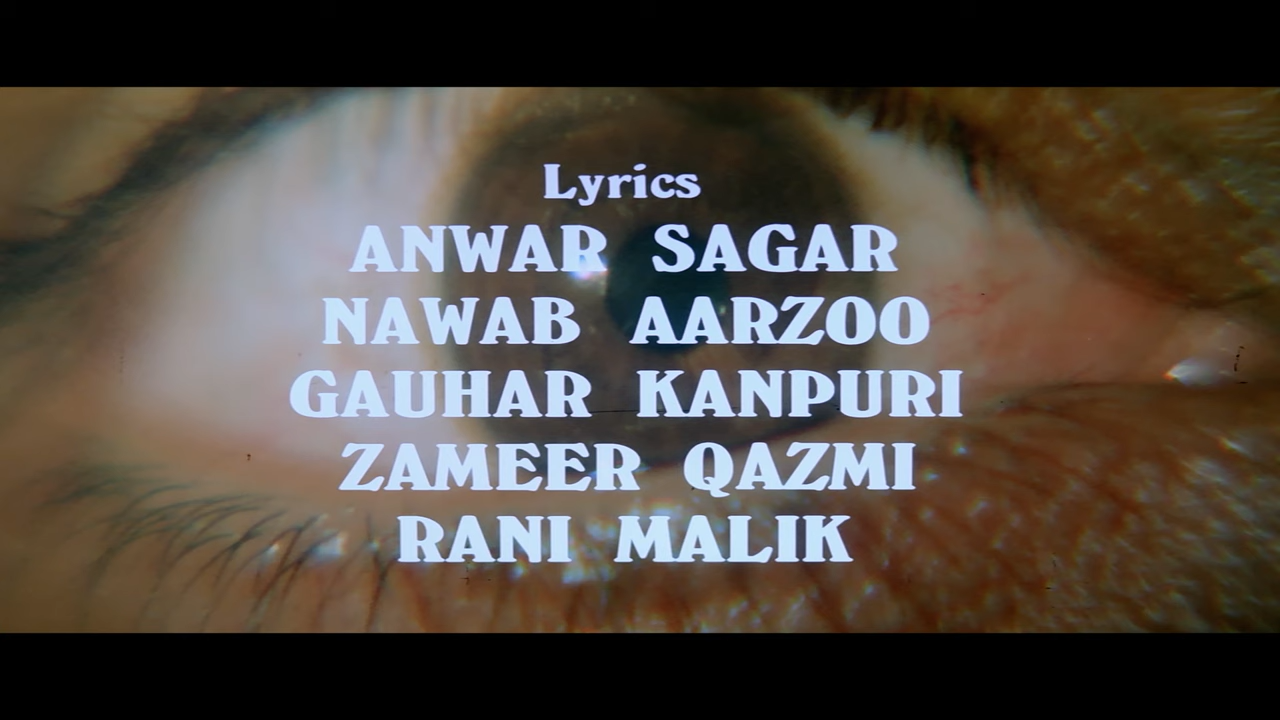 Lyrics
ANWAR SAGAR
NAWAB AARZOO
GAUHAR KANPURI
ZAMEER QAZMI
RANI MALIK